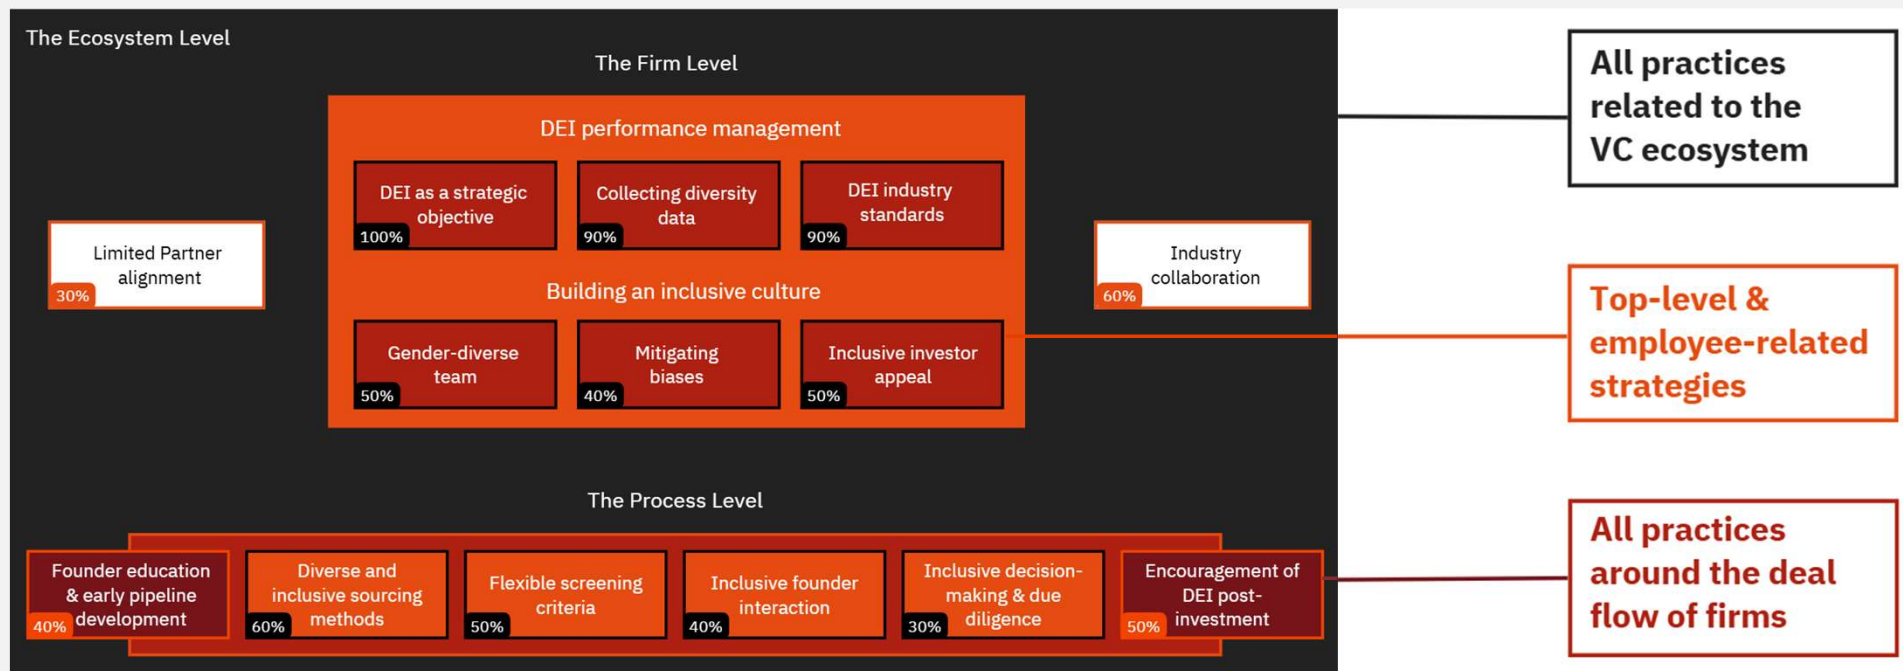 The Ecosystem Level
The Firm Level
DEI performance management
DEI as a strategic
objective
100%
Collecting diversity
data
90%
DEI industry
standards
90%
Limited Partner
alignment
30%
Industry
collaboration
60%
Building an inclusive culture
Gender-diverse
team
50%
Mitigating
biases
40%
Inclusive investor
appeal
50%
The Process Level
Founder education
& early pipeline
development
40%
Diverse and
inclusive sourcing
methods
60%
Flexible screening
criteria
50%
Inclusive founder
interaction
40%
Inclusive decision-
making & due
diligence
30%
Encouragement of
DEI post-
investment
50%
All practices
related to the
VC ecosystem
Top-level &
employee-related
strategies
All practices
around the deal
flow of firms